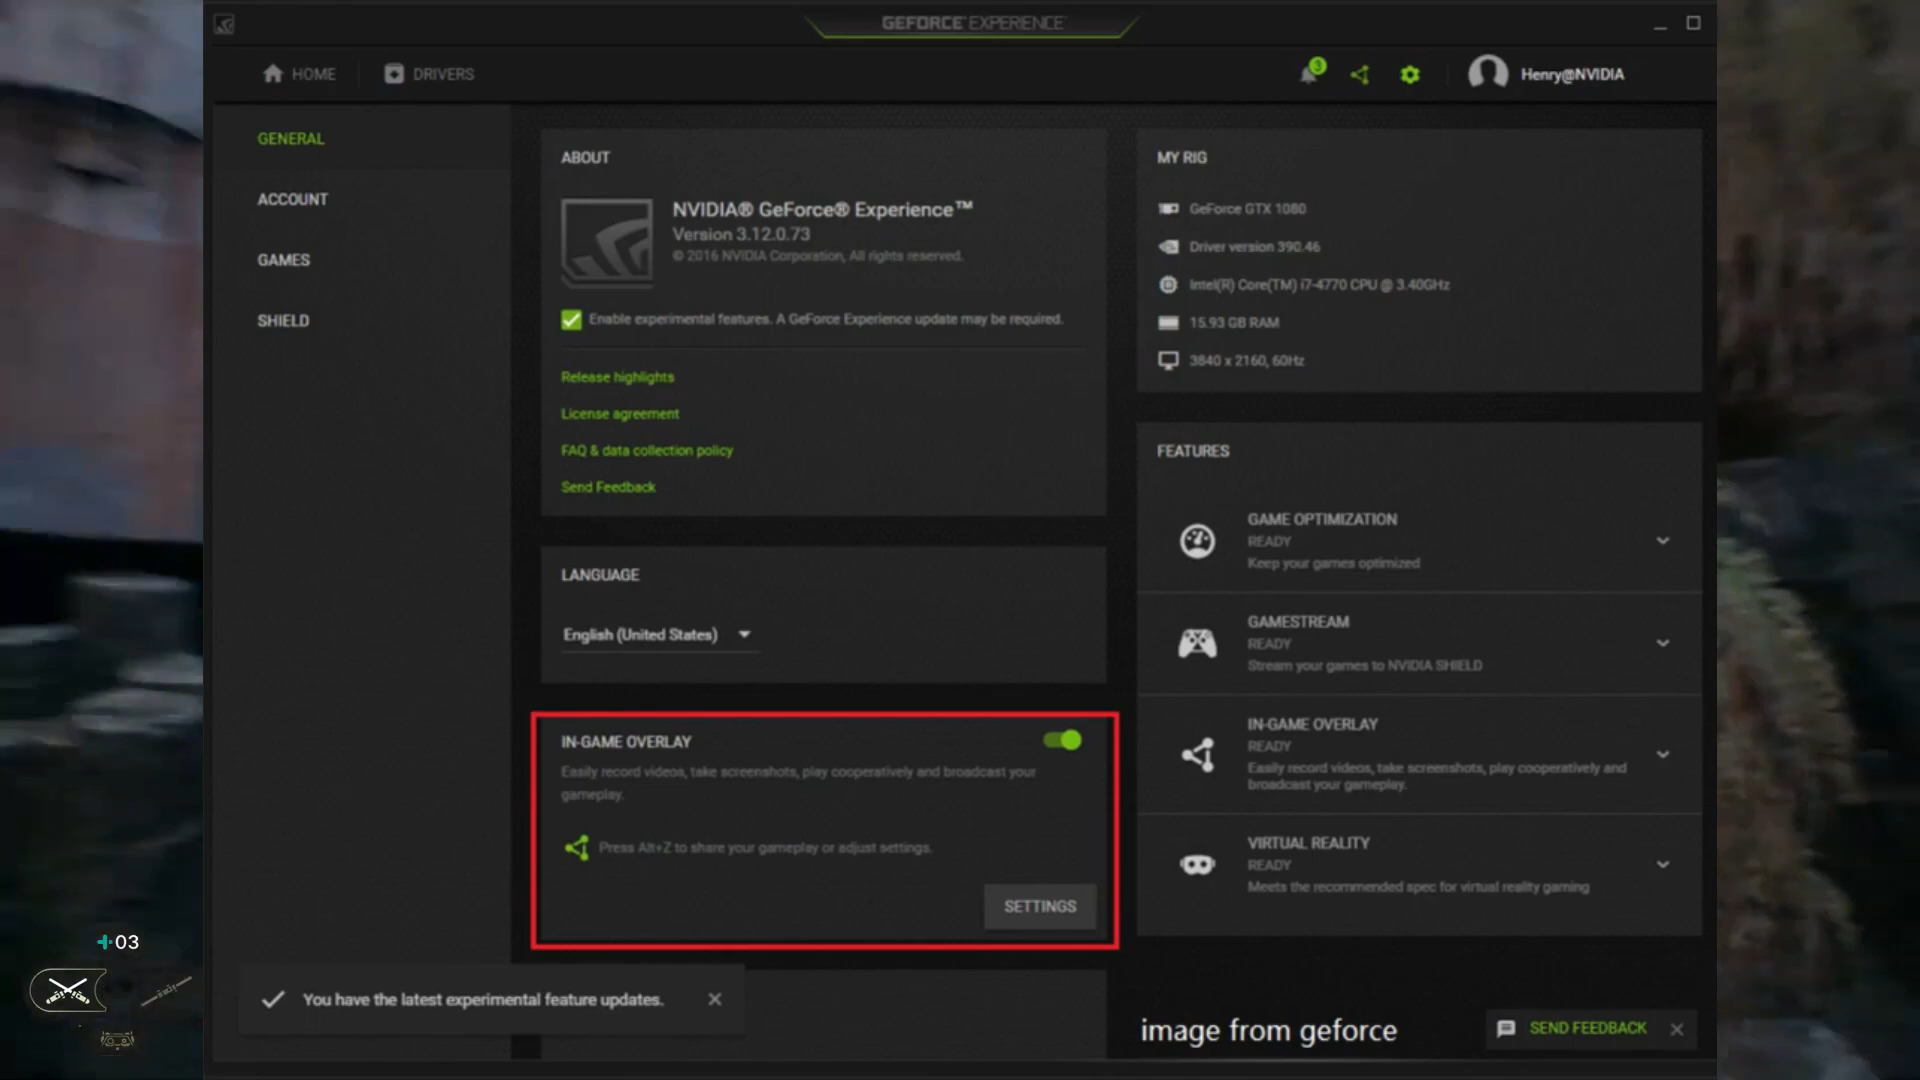 GEFORCE EXPERIENCE
HOME
DRIVERS
3
Henry@NVIDIA
GENERAL
ACCOUNT
GAMES
SHIELD
ABOUT
NVIDIA® GeForce® Experience™
Version 3.12.0.73
© 2016 NVIDIA Corporation, All rights reserved.
Enable experimental features. A GeForce Experience update may be required.
Release highlights
License agreement
FAQ & data collection policy
Send Feedback
LANGUAGE
English (United States)
IN-GAME OVERLAY
Easily record videos, take screenshots, play cooperatively and broadcast your
gameplay.
Press Alt+Z to share your gameplay or adjust settings.
SETTINGS
You have the latest experimental feature updates.
MY RIG
GeForce GTX 1080
Driver version 390.46
Intel(R) Core(TM) i7-4770 CPU @ 3.40GHz
15.93 GB RAM
3840 x 2160, 60Hz
FEATURES
GAME OPTIMIZATION
READY
Keep your games optimized
GAMESTREAM
READY
Stream your games to NVIDIA SHIELD
IN-GAME OVERLAY
READY
Easily record videos, take screenshots, play cooperatively and
broadcast your gameplay.
VIRTUAL REALITY
READY
Meets the recommended spec for virtual reality gaming
image from geforce
SEND FEEDBACK
03